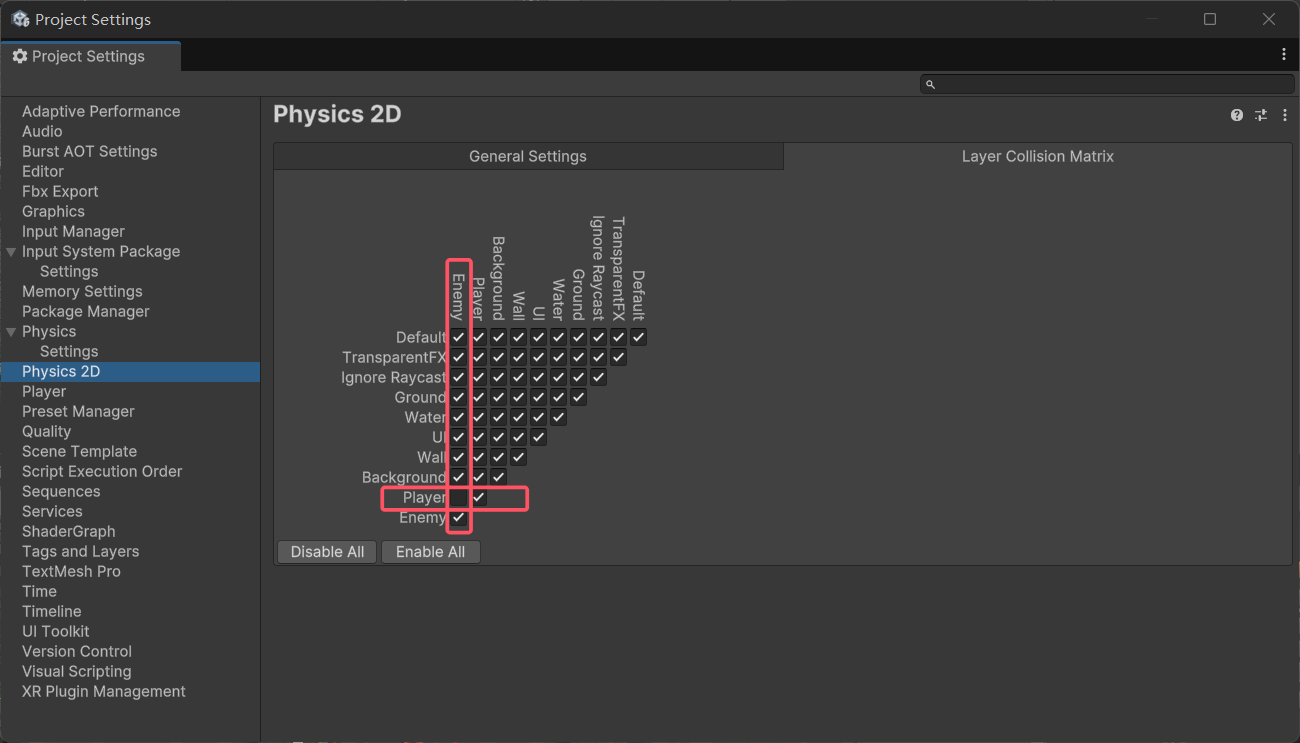 Project Settings
Project Settings
Adaptive Performance
Audio
Burst AOT Settings
Editor
Fbx Export
Graphics
Input Manager
Input System Package
Settings
Memory Settings
Package Manager
Physics
Settings
Physics 2D
Player
Preset Manager
Quality
Scene Template
Script Execution Order
Sequences
Services
ShaderGraph
Tags and Layers
TextMesh Pro
Time
Timeline
UI Toolkit
Version Control
Visual Scripting
XR Plugin Management
Physics 2D
General Settings
Layer Collision Matrix
Enemy
Player
Background
Wall
UI
Water
Ground
Ignore Raycast
TransparentFX
Default
Default
TransparentFX
Ignore Raycast
Ground
Water
UI
Wall
Background
Player
Enemy
Disable All
Enable All